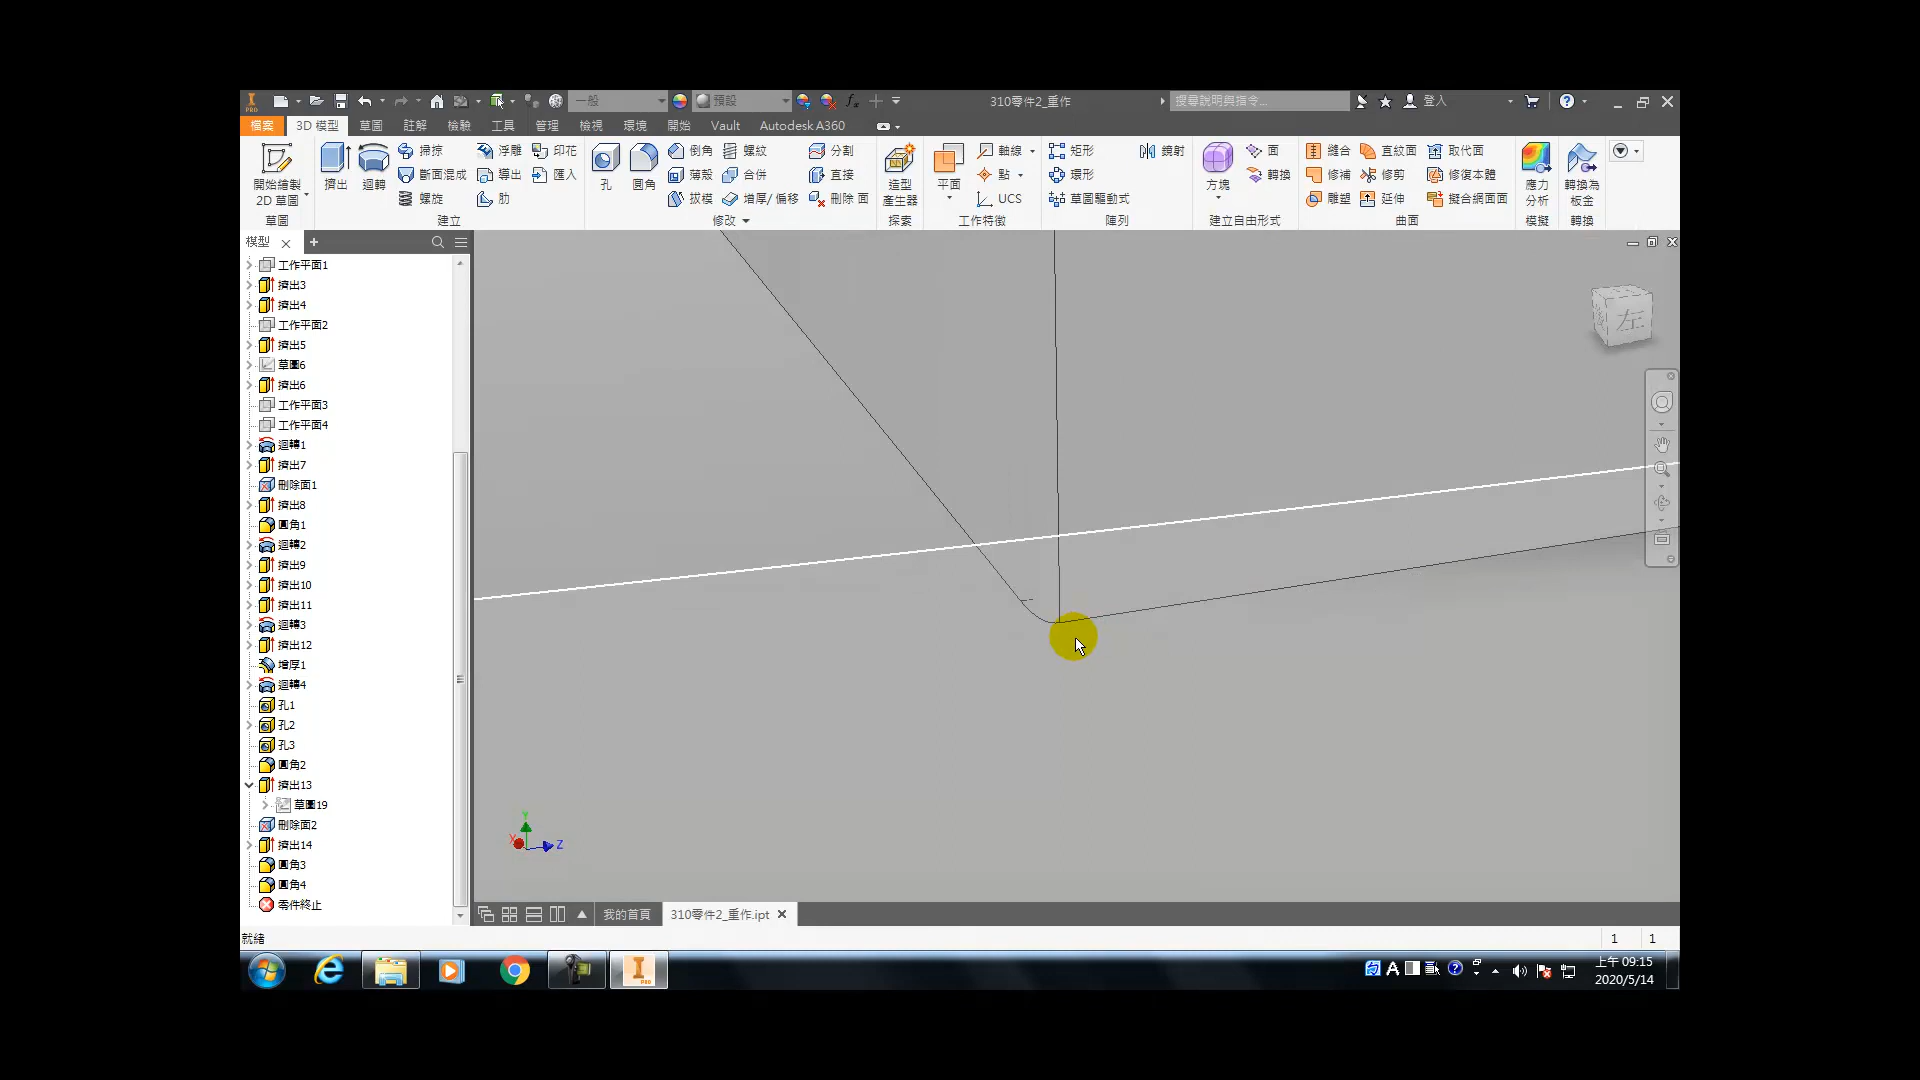 PRO
一般
預設
fx
310零件2_重作
搜尋說明與指令...
登入
檔案
3D 模型
草圖
註解
檢驗
工具
管理
檢視
環境
開始
Vault
Autodesk A360
開始繪製
2D 草圖
草圖
擠出
迴轉
掃掠
斷面混成
螺旋
浮雕
導出
肋
印花
匯入
建立
孔
圓角
倒角
薄殼
拔模
螺紋
合併
增厚/ 偏移
分割
直接
刪除 面
修改
造型
產生器
探索
平面
軸線
點
UCS
工作特徵
矩形
環形
草圖驅動式
鏡射
陣列
方塊
面
轉換
建立自由形式
縫合
修補
雕塑
直紋面
修剪
延伸
取代面
修復本體
擬合網面面
曲面
應力
分析
模擬
轉換為
板金
轉換
模型
工作平面1
擠出3
擠出4
工作平面2
擠出5
草圖6
擠出6
工作平面3
工作平面4
迴轉1
擠出7
刪除面1
擠出8
圓角1
迴轉2
擠出9
擠出10
擠出11
迴轉3
擠出12
增厚1
迴轉4
孔1
孔2
孔3
圓角2
擠出13
草圖19
刪除面2
擠出14
圓角3
圓角4
零件終止
左
Y
X
Z
我的首頁
310零件2_重作.ipt
就緒
1
1
A
上午 09:15
2020/5/14
PRO